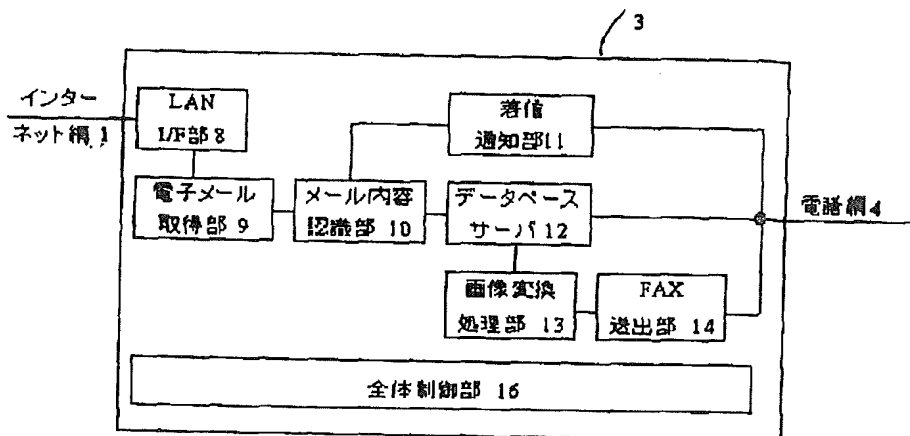 3
インター
ネット網 1
LAN
I/F部 8
着信
通知部11
電子メール
取得部 9
メール内容
認識部 10
データベース
サーバ 12
電話網4
画像変換
処理部 13
FAX
送出部 14
全体制御部 16